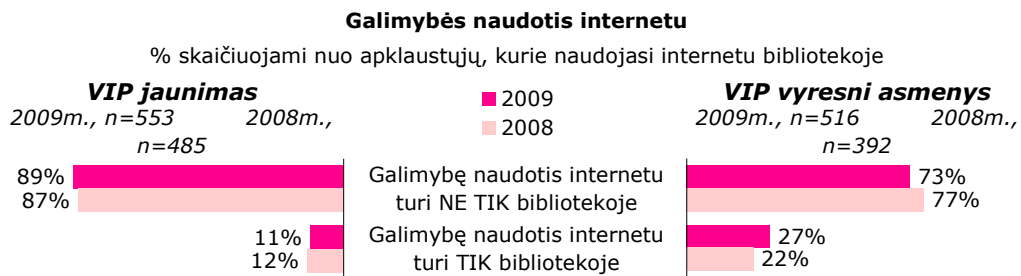 Galimybės naudotis internetu
% skaičiuojami nuo apklaustųjų, kurie naudojasi internetu bibliotekoje
VIP jaunimas
2009m., n=553 2008m.,
n=485
2009
2008
VIP vyresni asmenys
2009m., n=516 2008m.,
n=392
89%
87%
Galimybę naudotis internetu
turi NE TIK bibliotekoje
73%
77%
11%
12%
Galimybę naudotis internetu
turi TIK bibliotekoje
27%
22%